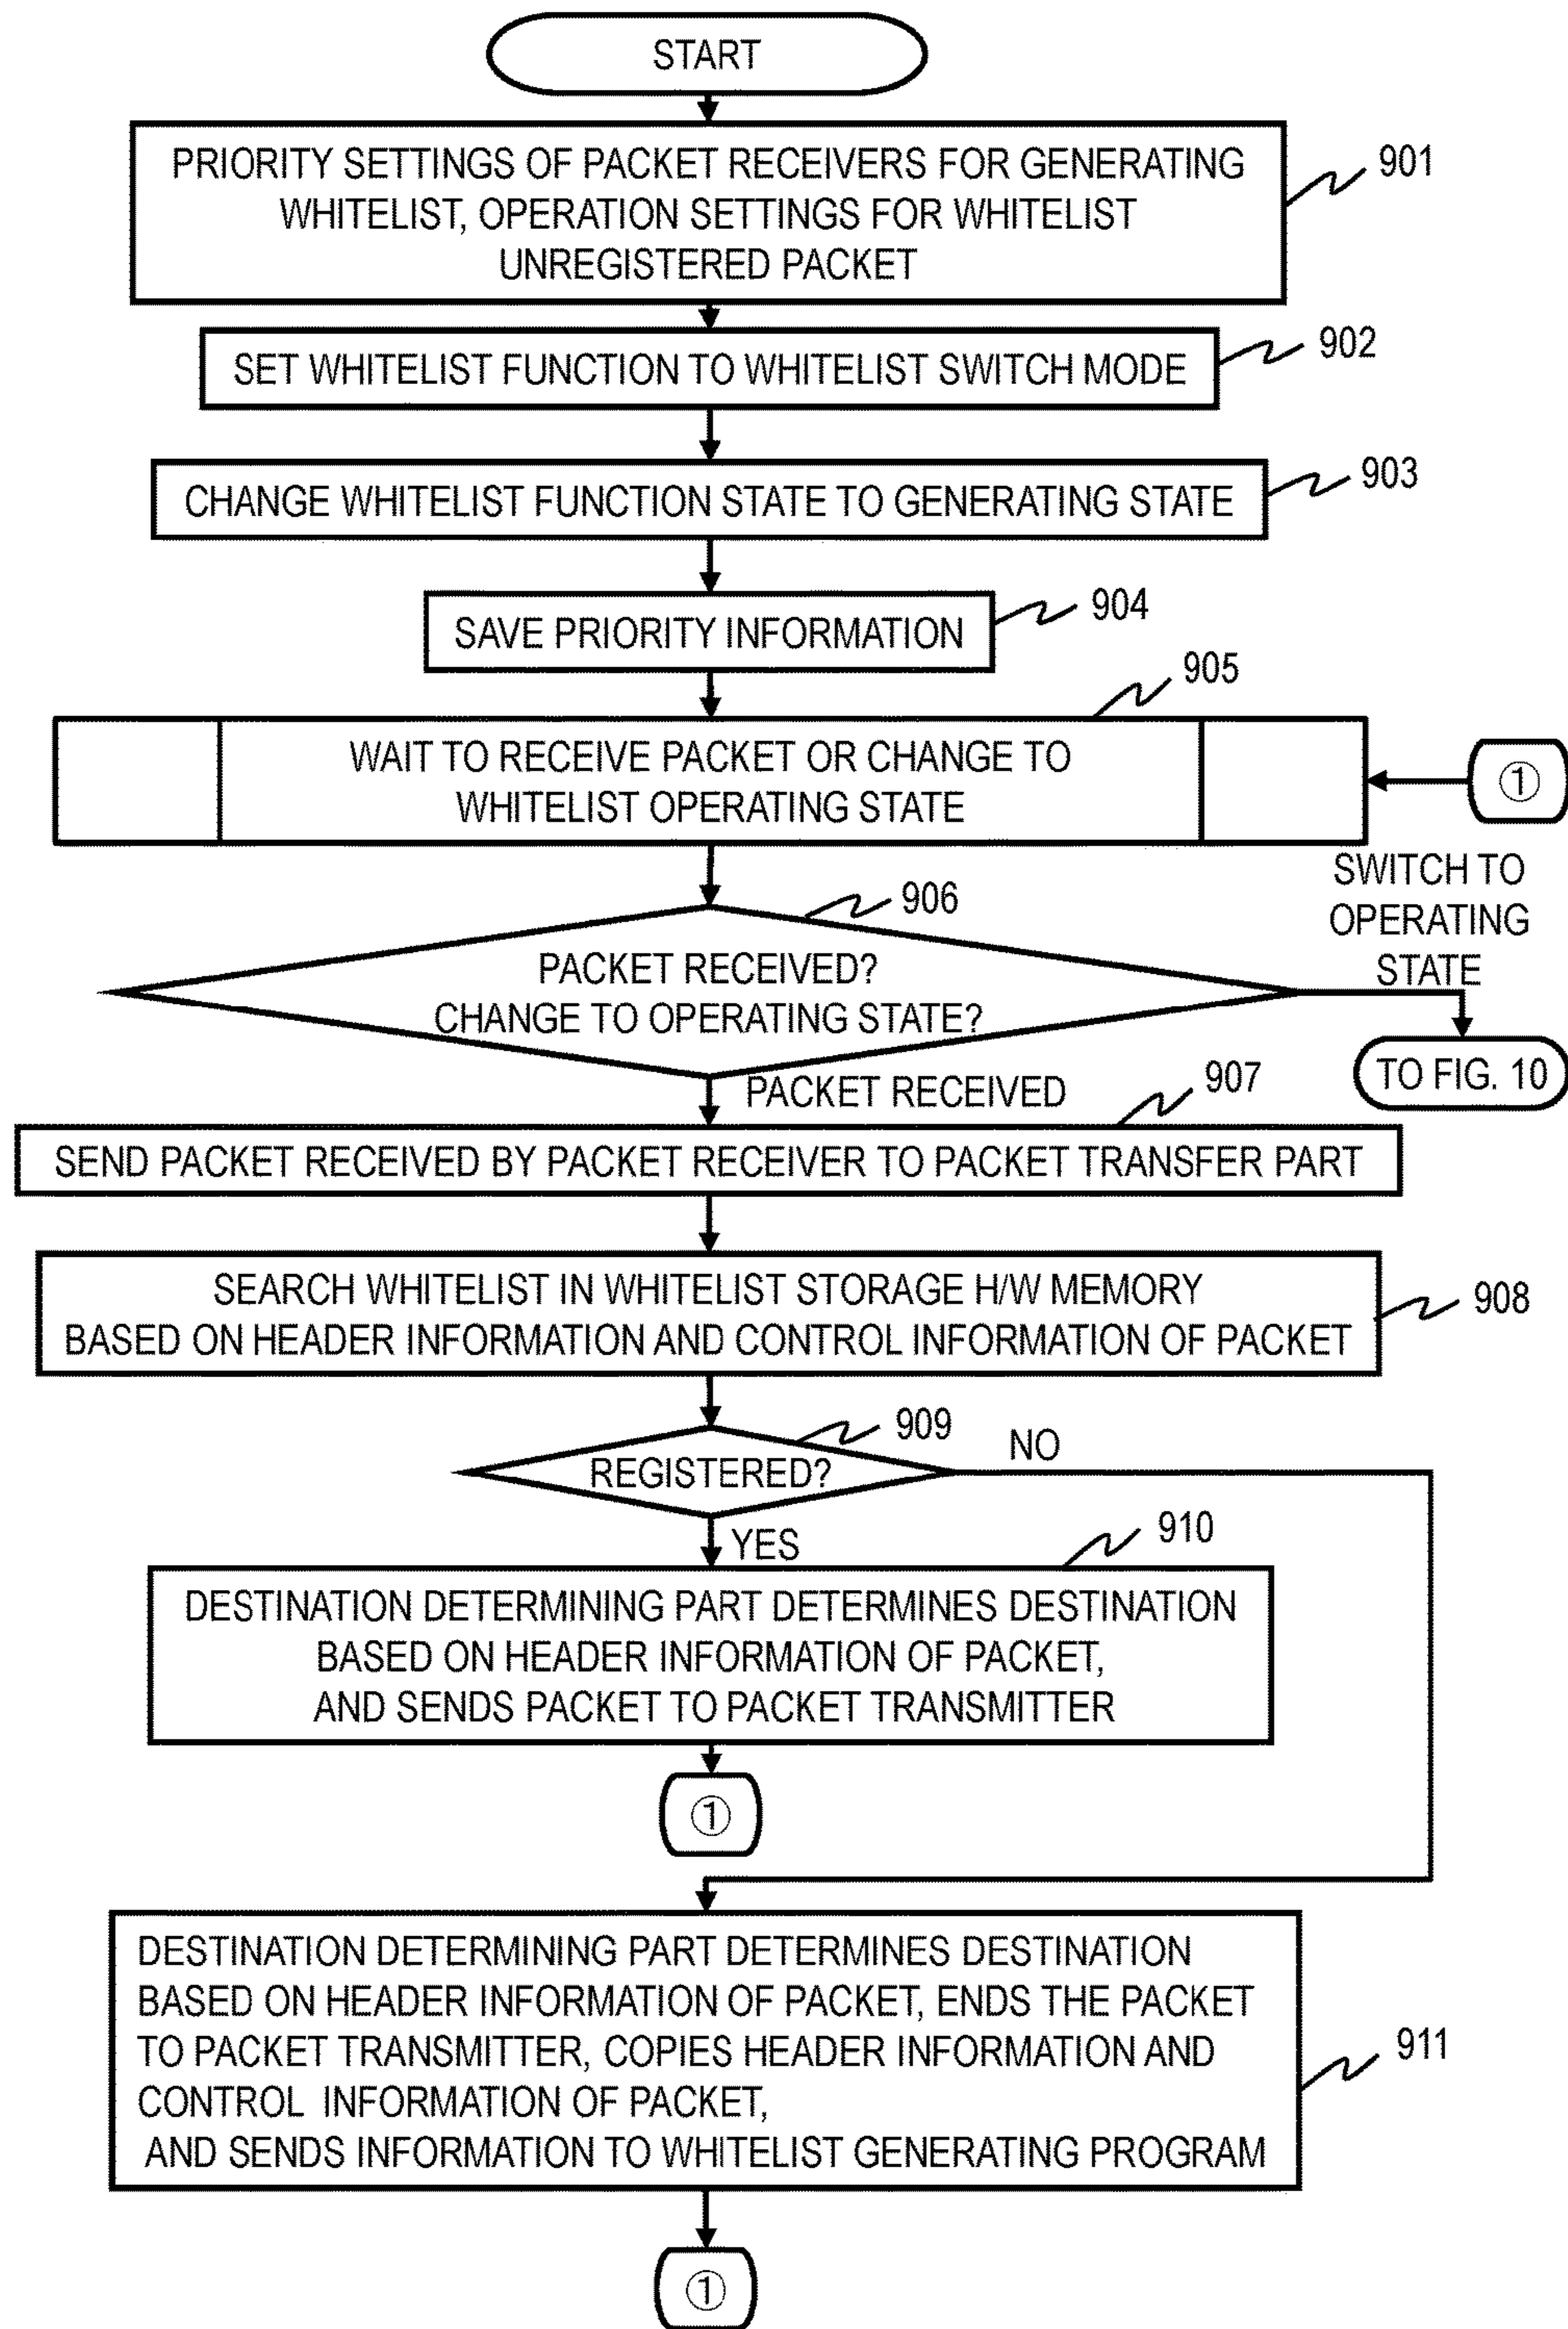 START
PRIORITY SETTINGS OF PACKET RECEIVERS FOR GENERATING
WHITELIST, OPERATION SETTINGS FOR WHITELIST
UNREGISTERED PACKET
901
SET WHITELIST FUNCTION TO WHITELIST SWITCH MODE
902
CHANGE WHITELIST FUNCTION STATE TO GENERATING STATE
903
SAVE PRIORITY INFORMATION
904
905
WAIT TO RECEIVE PACKET OR CHANGE TO
WHITELIST OPERATING STATE
①
906
PACKET RECEIVED?
CHANGE TO OPERATING STATE?
SWITCH TO
OPERATING
STATE
TO FIG. 10
PACKET RECEIVED
907
SEND PACKET RECEIVED BY PACKET RECEIVER TO PACKET TRANSFER PART
SEARCH WHITELIST IN WHITELIST STORAGE H/W MEMORY
BASED ON HEADER INFORMATION AND CONTROL INFORMATION OF PACKET
908
909
REGISTERED?
NO
YES
910
DESTINATION DETERMINING PART DETERMINES DESTINATION
BASED ON HEADER INFORMATION OF PACKET,
AND SENDS PACKET TO PACKET TRANSMITTER
①
DESTINATION DETERMINING PART DETERMINES DESTINATION
BASED ON HEADER INFORMATION OF PACKET, ENDS THE PACKET
TO PACKET TRANSMITTER, COPIES HEADER INFORMATION AND
CONTROL INFORMATION OF PACKET,
AND SENDS INFORMATION TO WHITELIST GENERATING PROGRAM
911
①